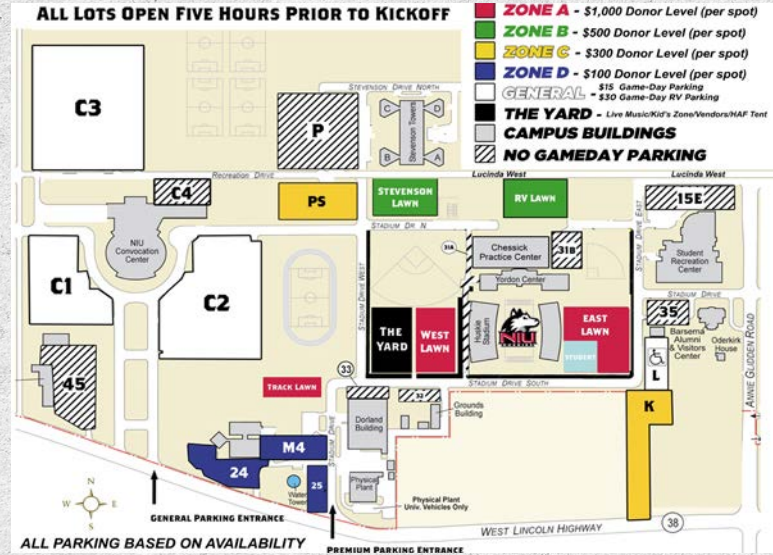 ALL LOTS OPEN FIVE HOURS PRIOR TO KICKOFF
ZONE A - $1,000 Donor Level (per spot)
ZONE B - $500 Donor Level (per spot)
ZONE C - $300 Donor Level (per spot)
ZONE D - $100 Donor Level (per spot)
GENERAL - $15 Game-Day Parking
$30 Game-Day RV Parking
THE YARD - Live Music/Kid's Zone/Vendors/HAF Tent
CAMPUS BUILDINGS
NO GAMEDAY PARKING
C3
P
STEVENSON DRIVE NORTH
C
D
Stevenson Towers
B
A
Recreation Drive
Lucinda West
Lucinda West
C4
PS
STEVENSON
LAWN
RV LAWN
15E
STADIUM DR N
NIU
Convocation
Center
31A
Chessick
Practice Center
31B
STADIUM DRIVE EAST
Student
Recreation
Center
Yordon Center
C1
C2
STADIUM DRIVE WEST
STADIUM DRIVE
THE
YARD
WEST
LAWN
Huskie
Stadium
NIU
EAST
LAWN
STUDENT
35
Barsema
Alumni
& Visitors
Center
Oderkirk
House
ANNIE GLIDDEN ROAD
45
33
L
TRACK LAWN
32
STADIUM DRIVE SOUTH
K
Dorland
Building
Grounds
Building
STADIUM DRIVE
M4
24
25
Water
Tower
Physical
Plant
Physical Plant
Univ. Vehicles Only
N
W
E
S
GENERAL PARKING ENTRANCE
WEST LINCOLN HIGHWAY
38
ALL PARKING BASED ON AVAILABILITY
PREMIUM PARKING ENTRANCE